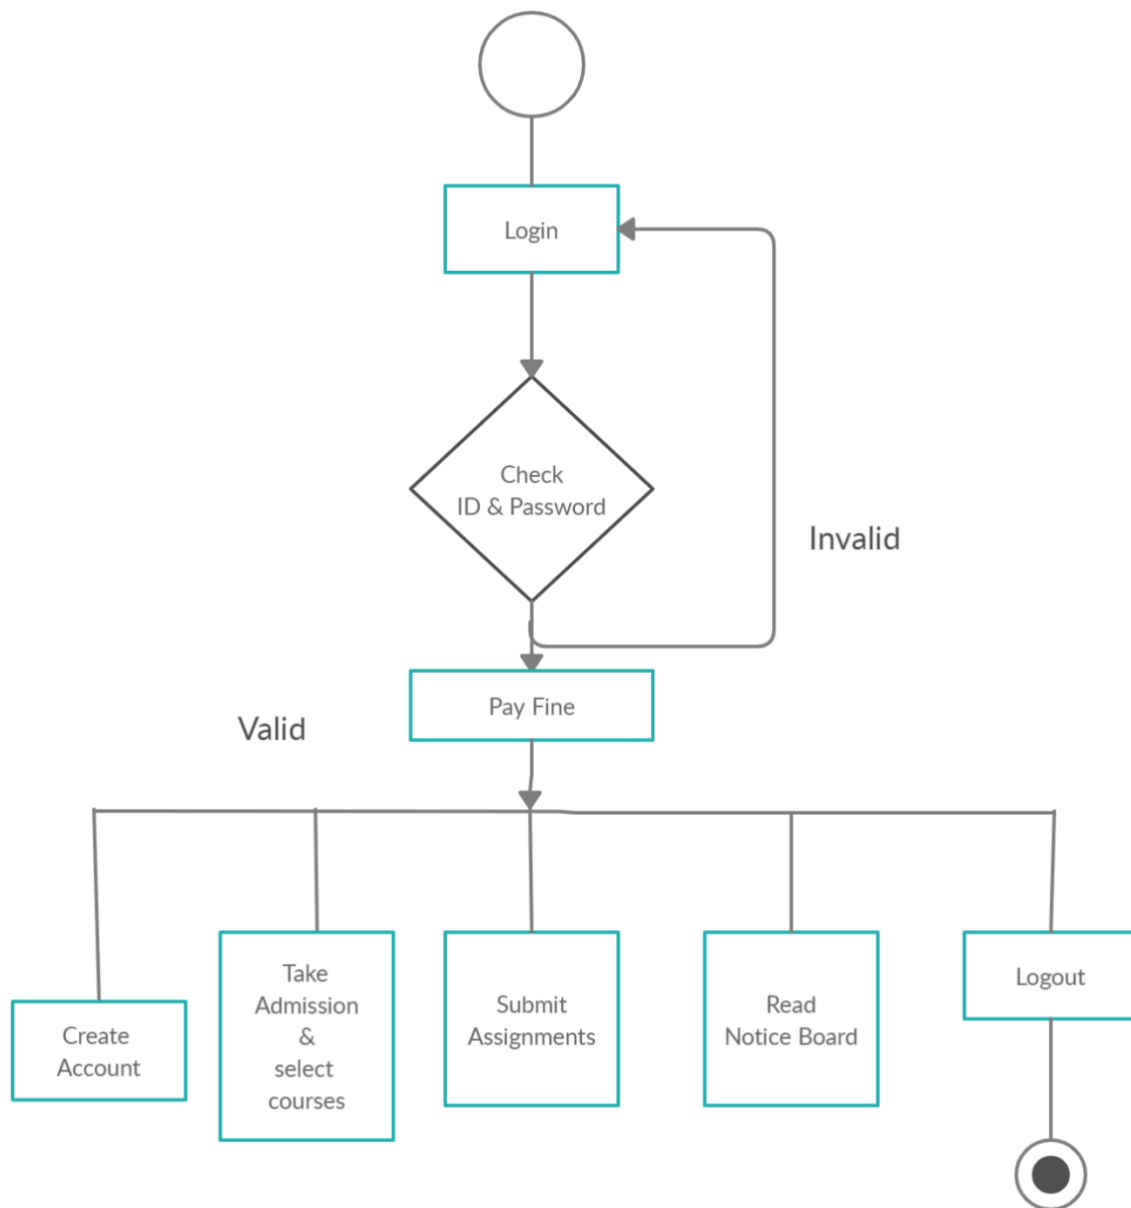 Login
Check
ID & Password
Invalid
Pay Fine
Valid
Create
Account
Take
Admission
&
select
courses
Submit
Assignments
Read
Notice Board
Logout